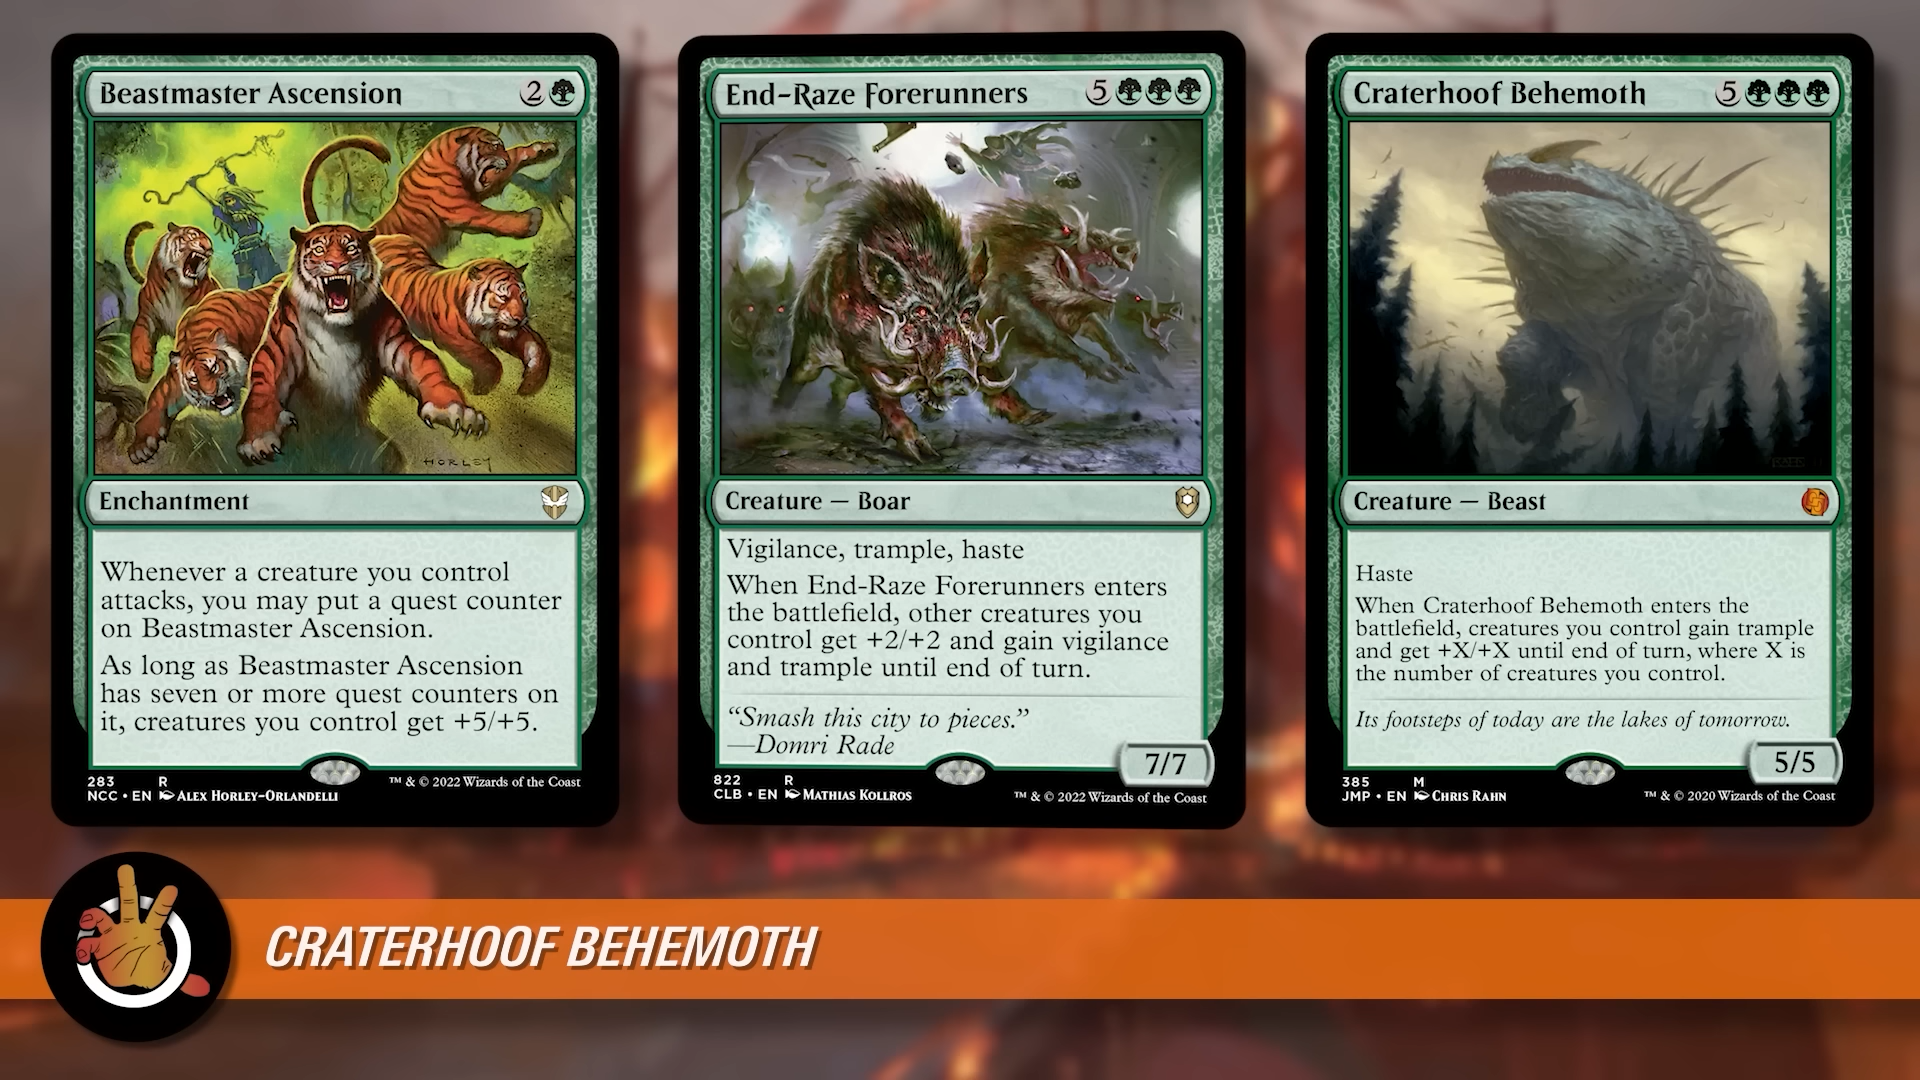 Beastmaster Ascension 2
HORLEY
Enchantment
Whenever a creature you control
attacks, you may put a quest counter
on Beastmaster Ascension.
As long as Beastmaster Ascension
has seven or more quest counters on
it, creatures you control get +5/+5.
283 R
NCC • EN ALEX HORLEY-ORLANDELLI
™ & © 2022 Wizards of the Coast
End-Raze Forerunners 5
Creature — Boar
Vigilance, trample, haste
When End-Raze Forerunners enters
the battlefield, other creatures you
control get +2/+2 and gain vigilance
and trample until end of turn.
“Smash this city to pieces.”
—Domri Rade
7/7
822 R
CLB • EN MATHIAS KOLLROS
™ & © 2022 Wizards of the Coast
Craterhoof Behemoth 5
Creature — Beast
Haste
When Craterhoof Behemoth enters the
battlefield, creatures you control gain trample
and get +X/+X until end of turn, where X is
the number of creatures you control.
Its footsteps of today are the lakes of tomorrow.
5/5
385 M
JMP • EN CHRIS RAHN
™ & © 2020 Wizards of the Coast
CRATERHOOF BEHEMOTH